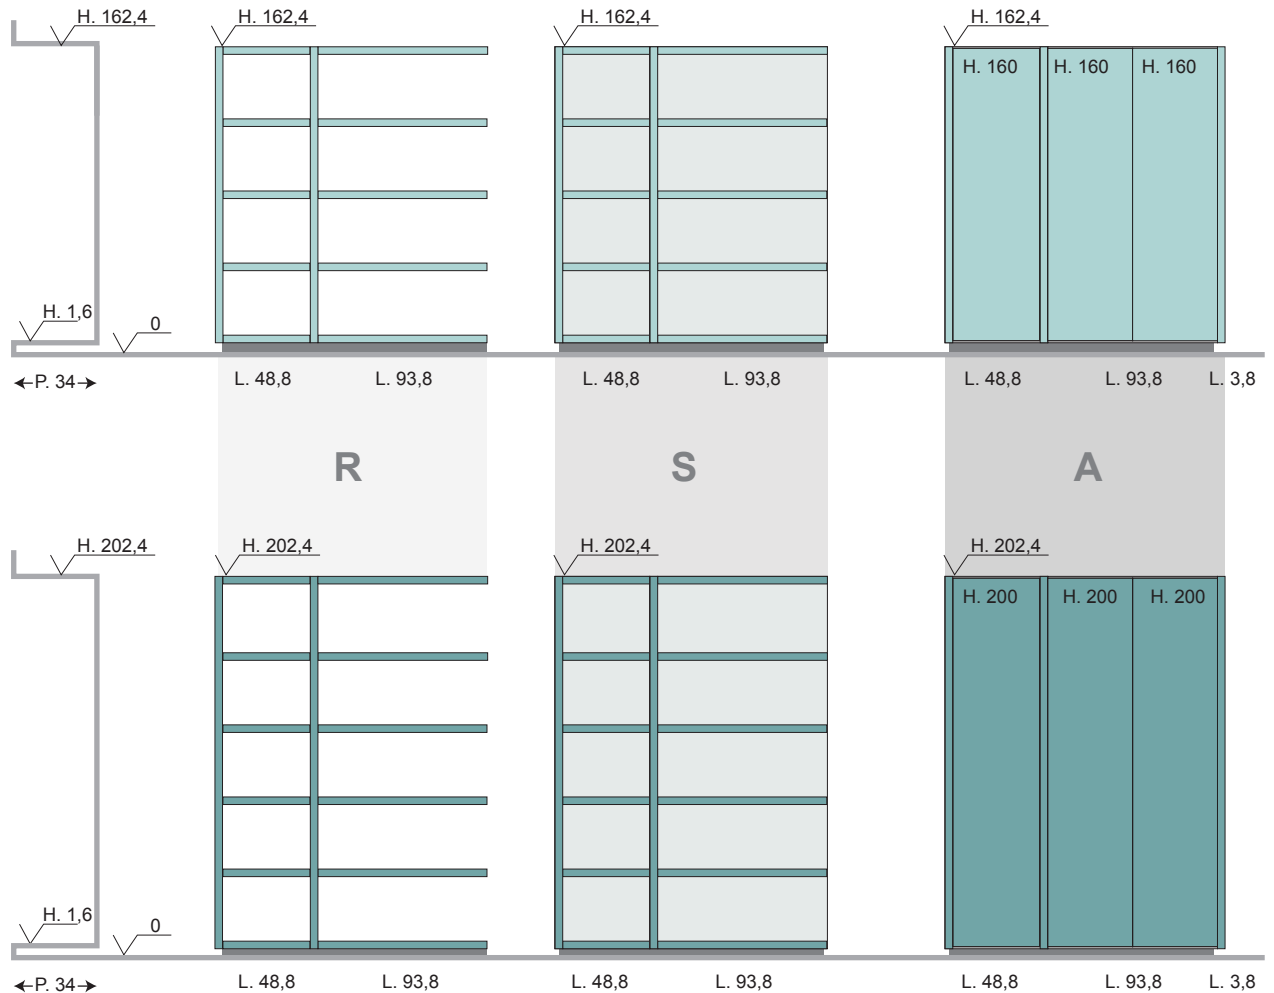 H. 162,4 H. 162,4 H. 162,4 H. 162,4
H. 160 H. 160 H. 160
H. 1,6 0
P. 34 L. 48,8 L. 93,8 L. 48,8 L. 93,8 L. 48,8 L. 93,8 L. 3,8
R S A
H. 202,4 H. 202,4 H. 202,4 H. 202,4
H. 200 H. 200 H. 200
H. 1,6 0
P. 34 L. 48,8 L. 93,8 L. 48,8 L. 93,8 L. 48,8 L. 93,8 L. 3,8